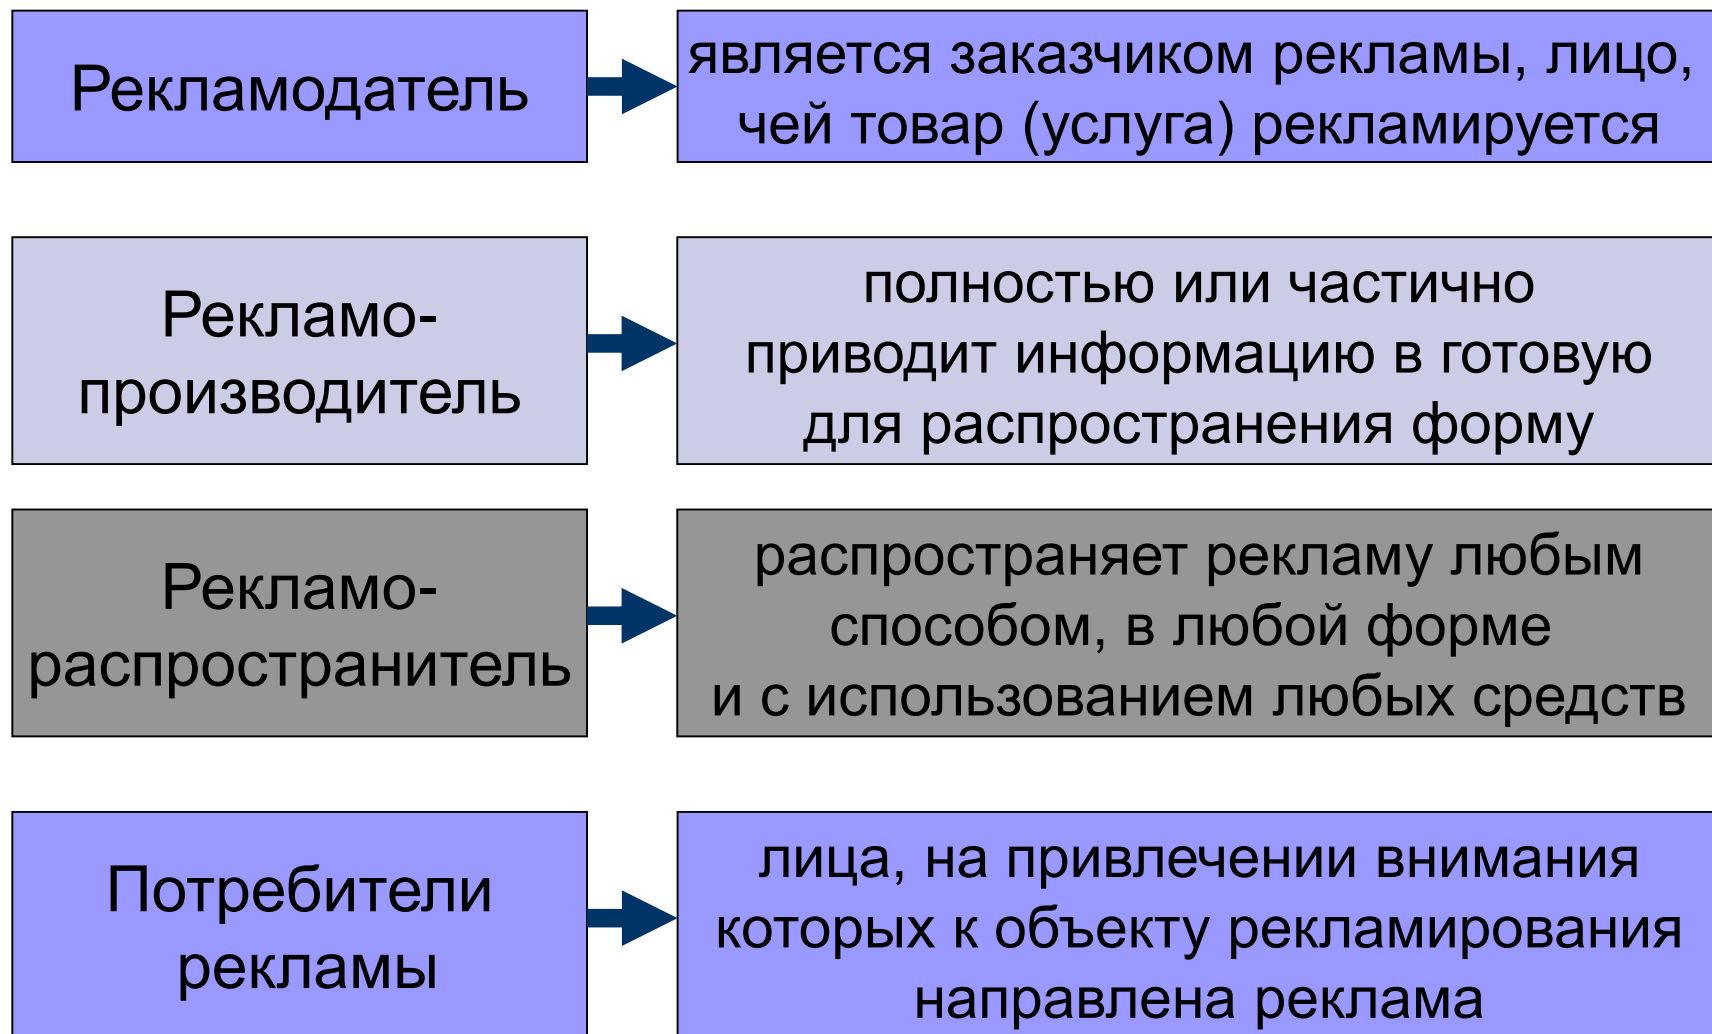 Рекламодатель
является заказчиком рекламы, лицо,
чей товар (услуга) рекламируется
Рекламо-
производитель
полностью или частично
приводит информацию в готовую
для распространения форму
Рекламо-
распространитель
распространяет рекламу любым
способом, в любой форме
и с использованием любых средств
Потребители
рекламы
лица, на привлечении внимания
которых к объекту рекламирования
направлена реклама